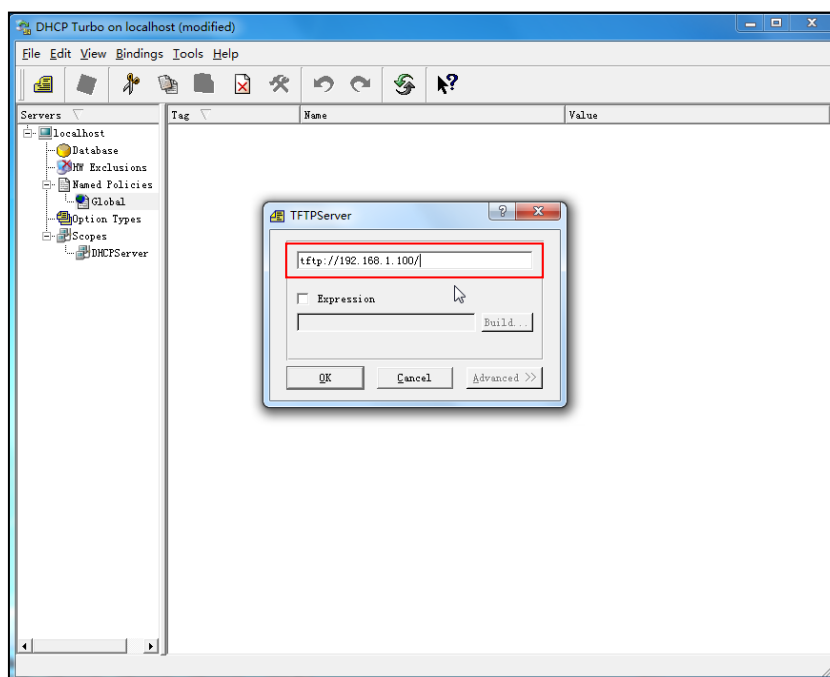 DHCP Turbo on localhost (modified)
File Edit View Bindings Tools Help
Servers Tag Name Value
localhost
Database
HW Exclusions
Named Policies
Global
Option Types
Scopes
DHCPServer
TFTPServer
tftp://192.168.1.100/
Expression
Build...
OK Cancel Advanced >>